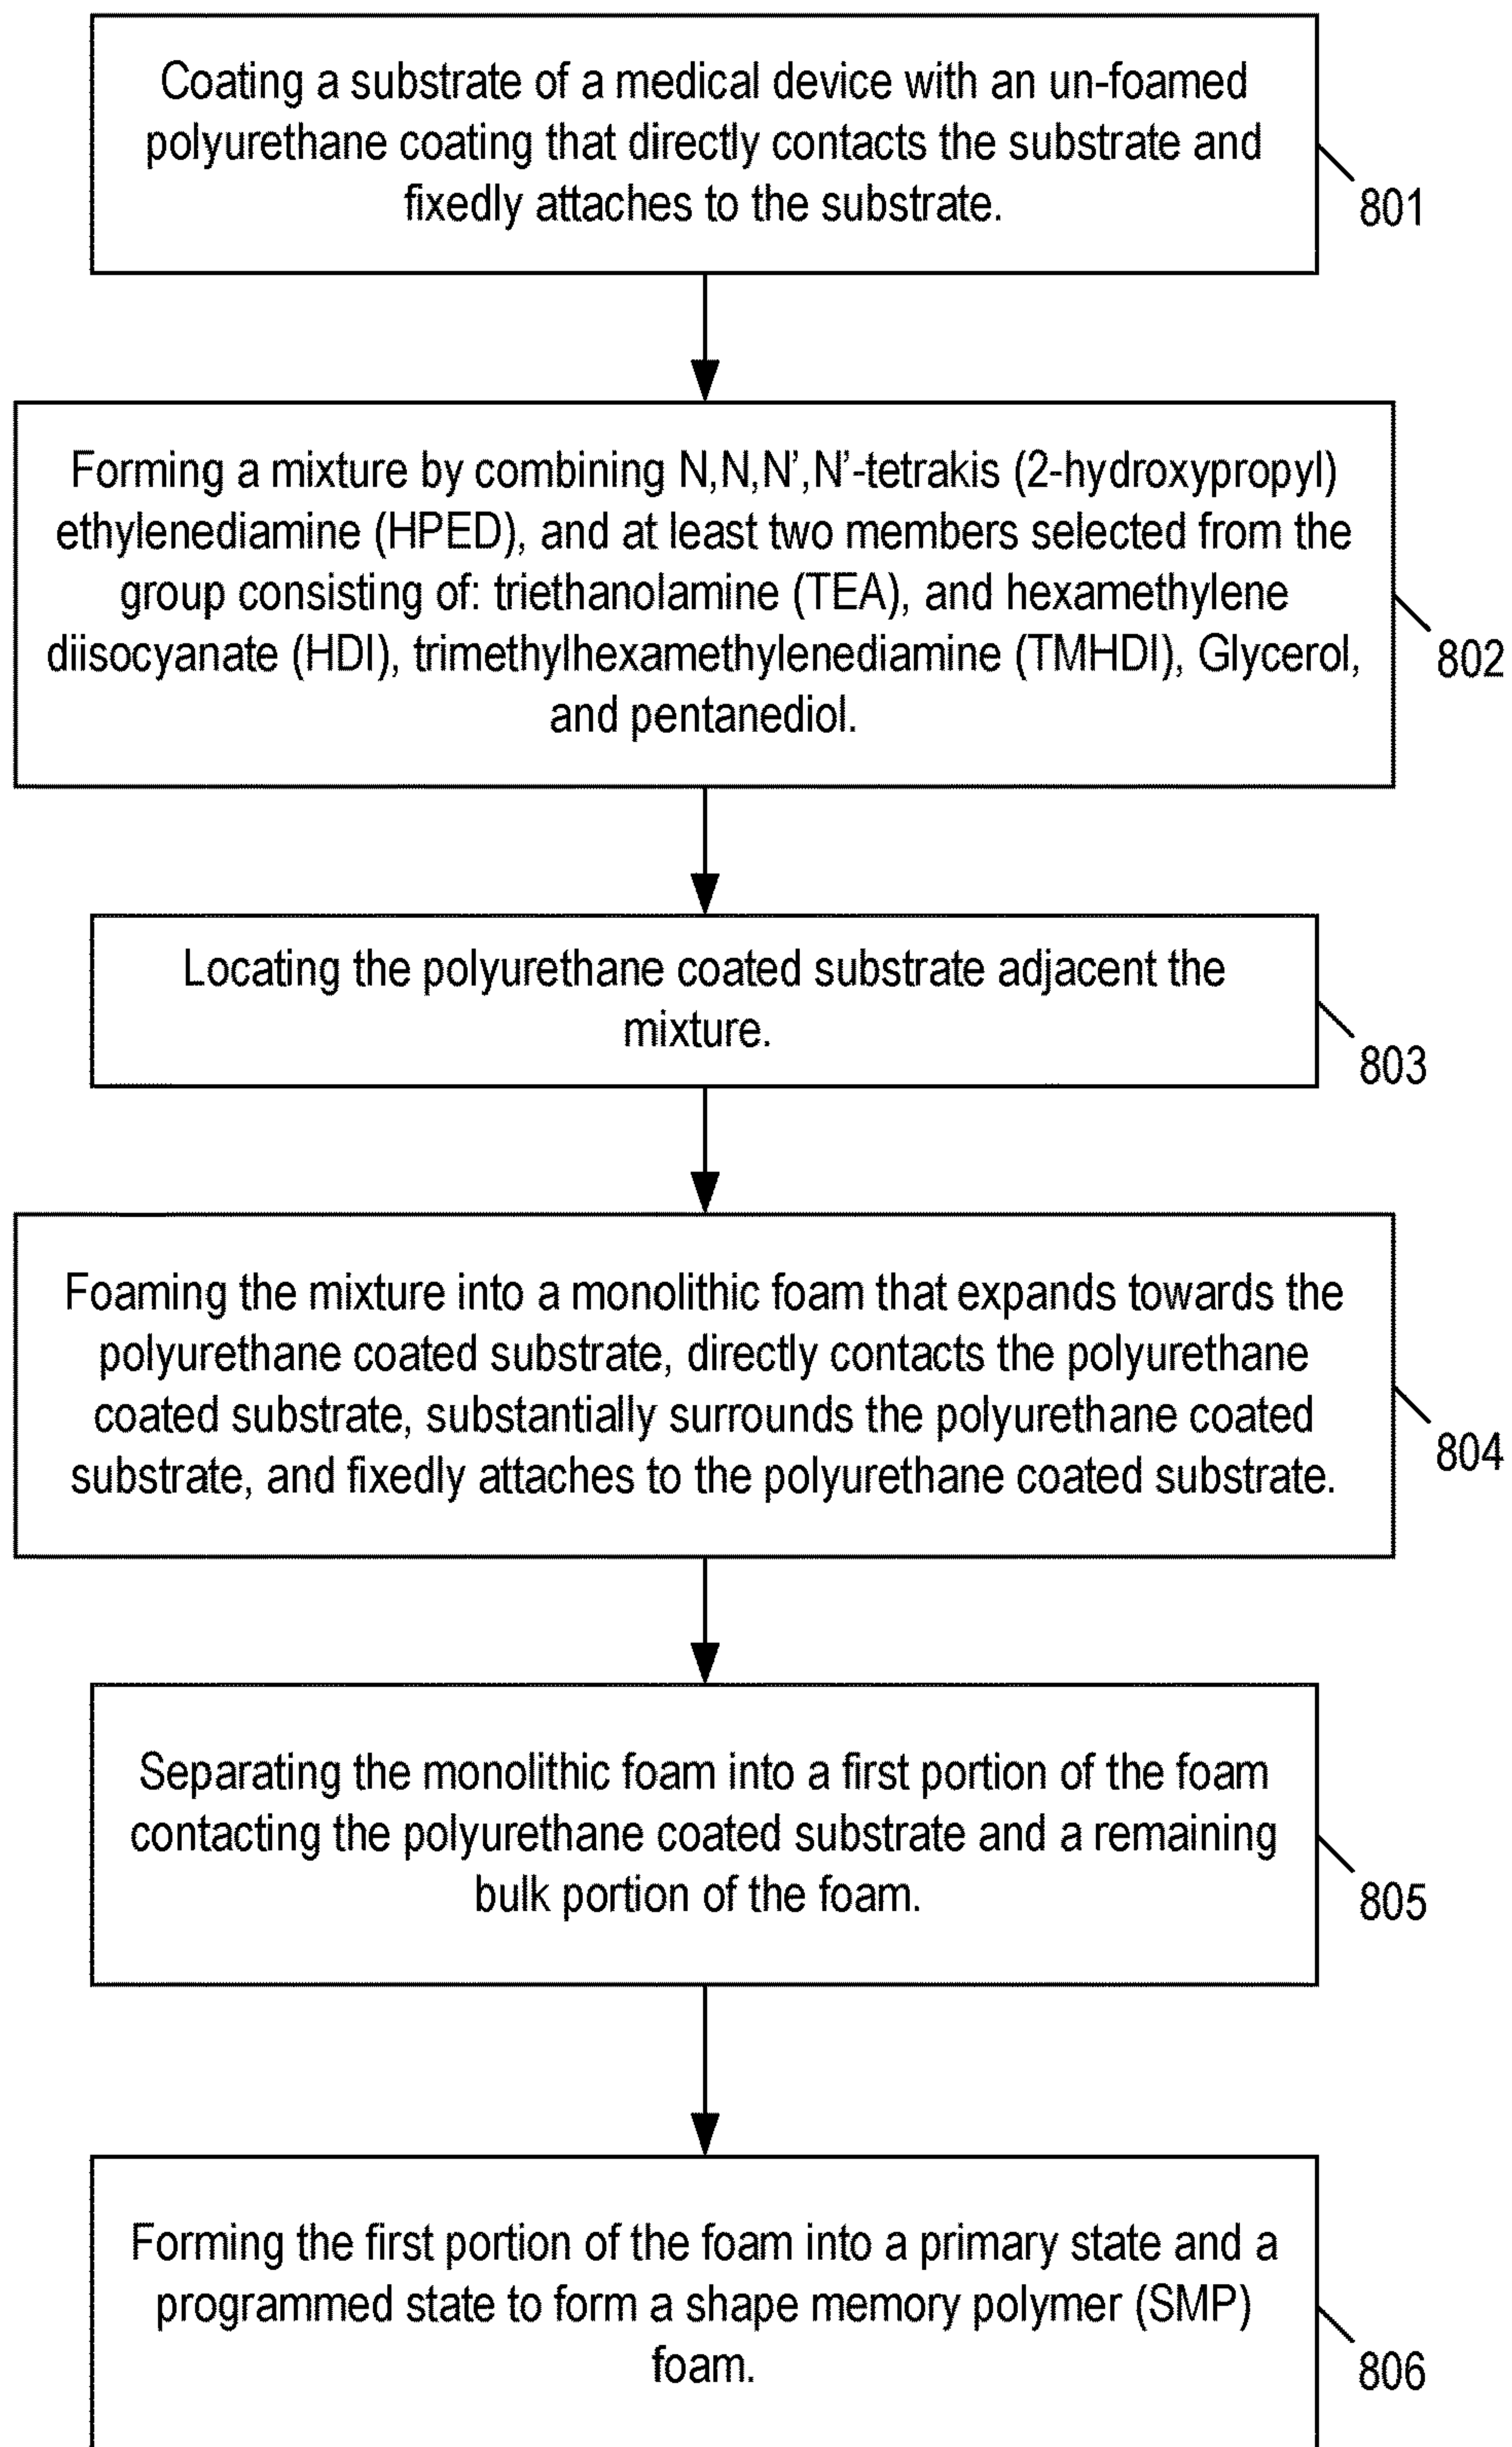 Coating a substrate of a medical device with an un-foamed
polyurethane coating that directly contacts the substrate and
fixedly attaches to the substrate.
801
Forming a mixture by combining N,N,N’,N’-tetrakis (2-hydroxypropyl)
ethylenediamine (HPED), and at least two members selected from the
group consisting of: triethanolamine (TEA), and hexamethylene
diisocyanate (HDI), trimethylhexamethylenediamine (TMHDI), Glycerol,
and pentanediol.
802
Locating the polyurethane coated substrate adjacent the
mixture.
803
Foaming the mixture into a monolithic foam that expands towards the
polyurethane coated substrate, directly contacts the polyurethane
coated substrate, substantially surrounds the polyurethane coated
substrate, and fixedly attaches to the polyurethane coated substrate.
804
Separating the monolithic foam into a first portion of the foam
contacting the polyurethane coated substrate and a remaining
bulk portion of the foam.
805
Forming the first portion of the foam into a primary state and a
programmed state to form a shape memory polymer (SMP)
foam.
806